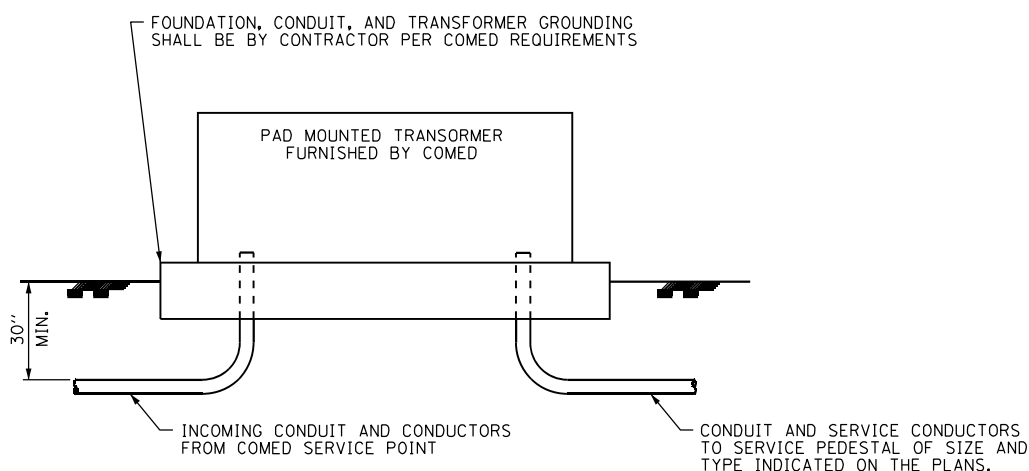 FOUNDATION, CONDUIT, AND TRANSFORMER GROUNDING
SHALL BE BY CONTRACTOR PER COMED REQUIREMENTS
PAD MOUNTED TRANSORMER
FURNISHED BY COMED
30"
MIN.
INCOMING CONDUIT AND CONDUCTORS
FROM COMED SERVICE POINT
CONDUIT AND SERVICE CONDUCTORS
TO SERVICE PEDESTAL OF SIZE AND
TYPE INDICATED ON THE PLANS.